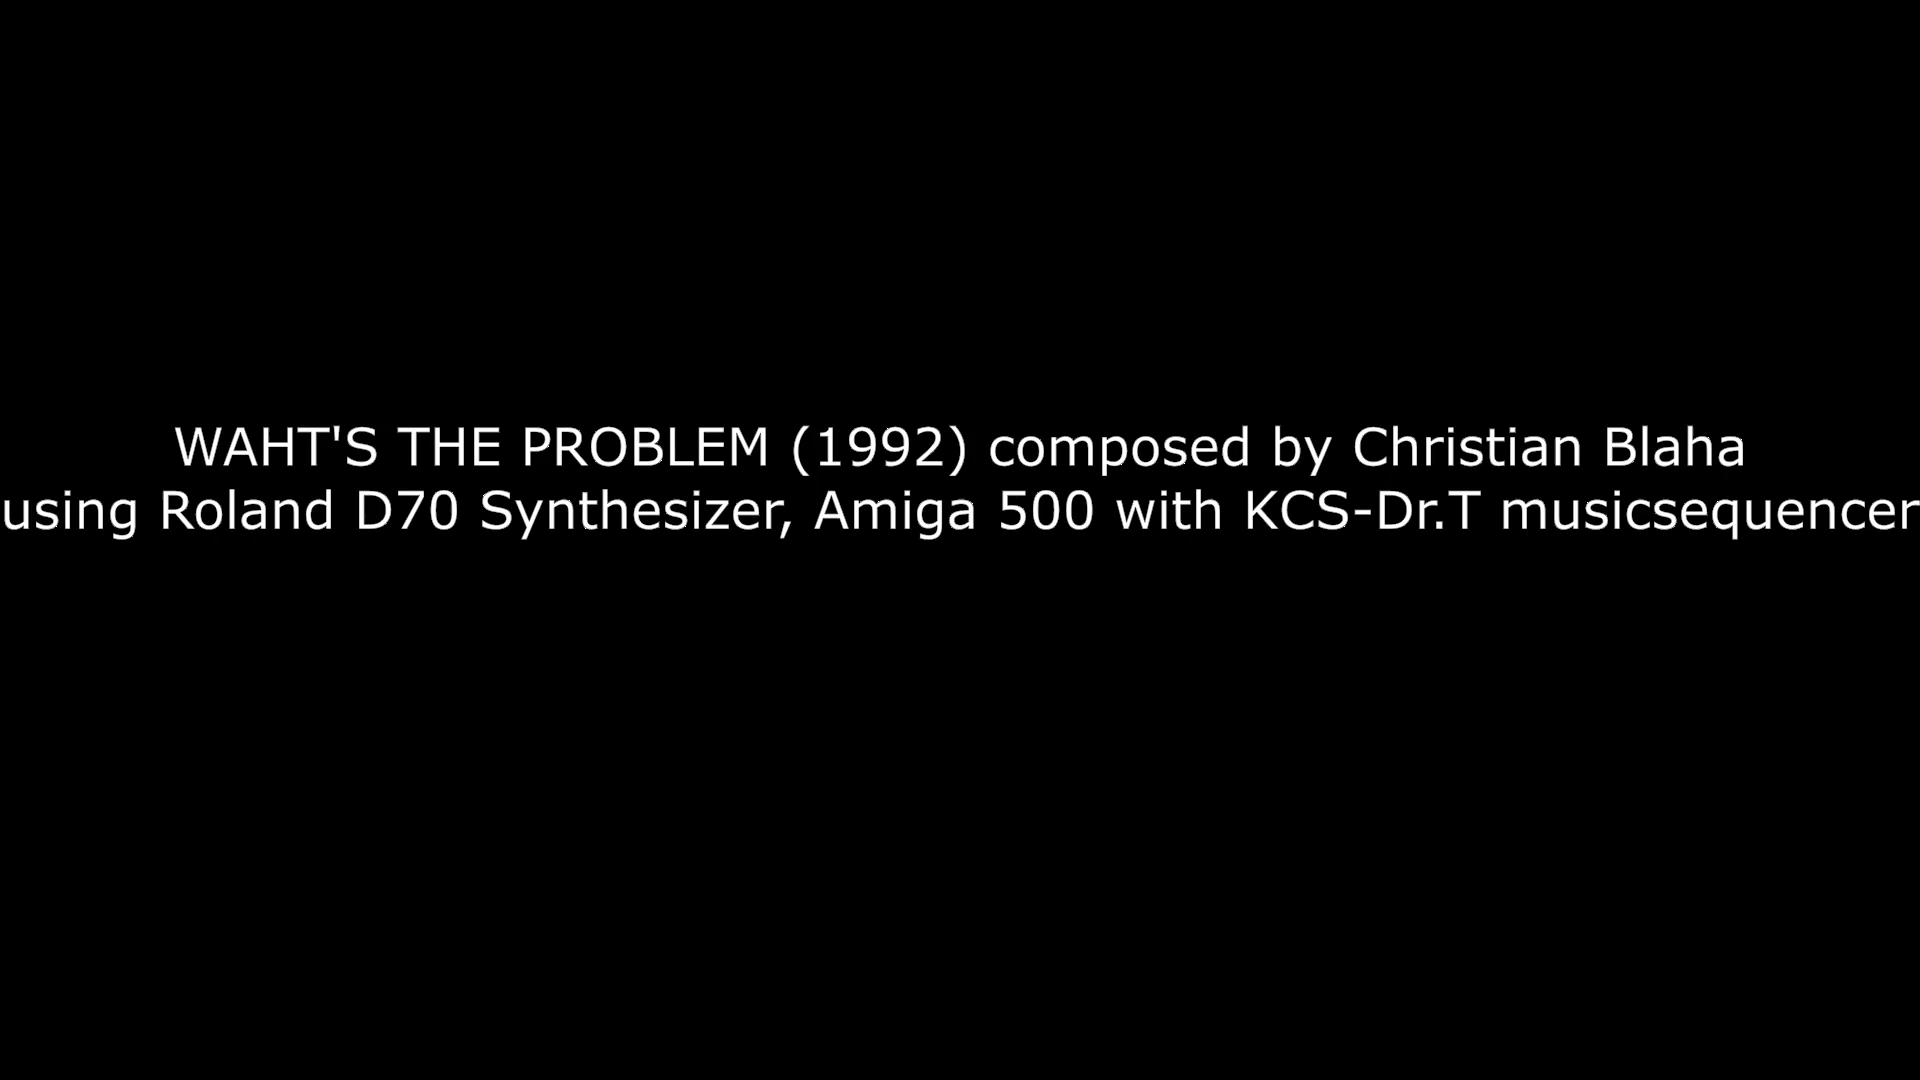 WAHT'S THE PROBLEM (1992) composed by Christian Blaha
using Roland D70 Synthesizer, Amiga 500 with KCS-Dr.T musicsequencer